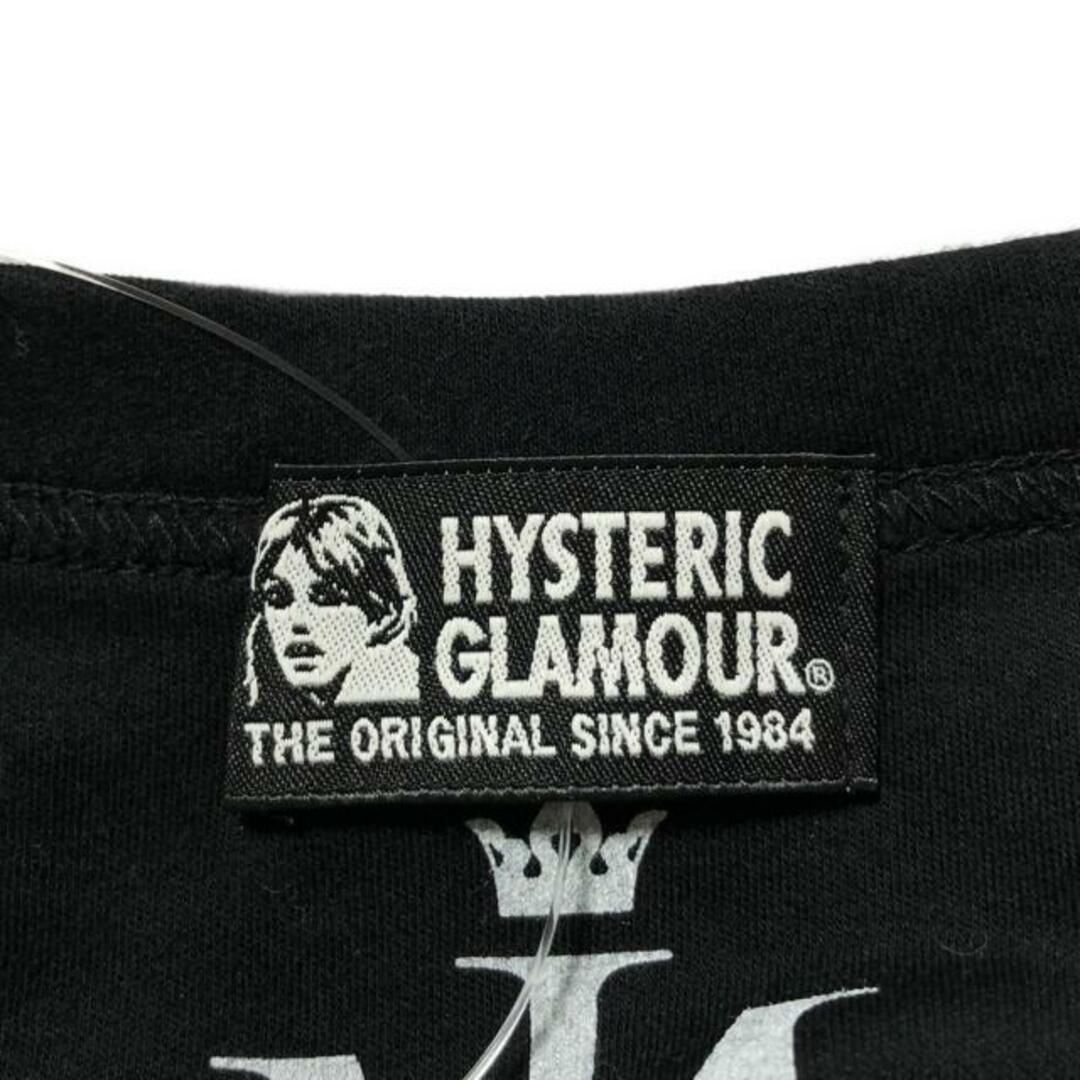 HYSTERIC
GLAMOUR®
THE ORIGINAL SINCE 1984